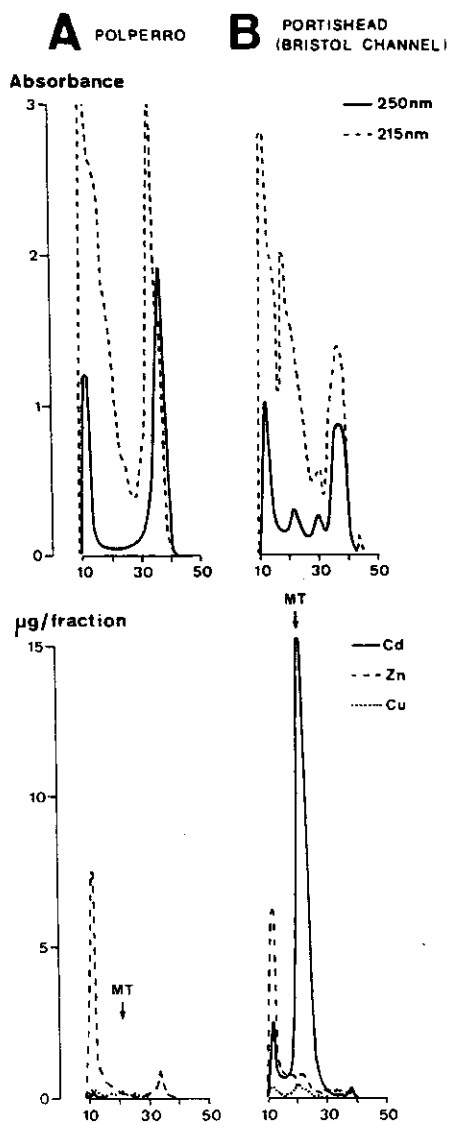 A POLPERRO
B PORTISHEAD
(BRISTOL CHANNEL)
Absorbance
3
2
1
0
10 30 50
250nm
215nm
10 30 50
µg/fraction
15
10
5
0
MT
10 30 50
MT
Cd
Zn
Cu
10 30 50